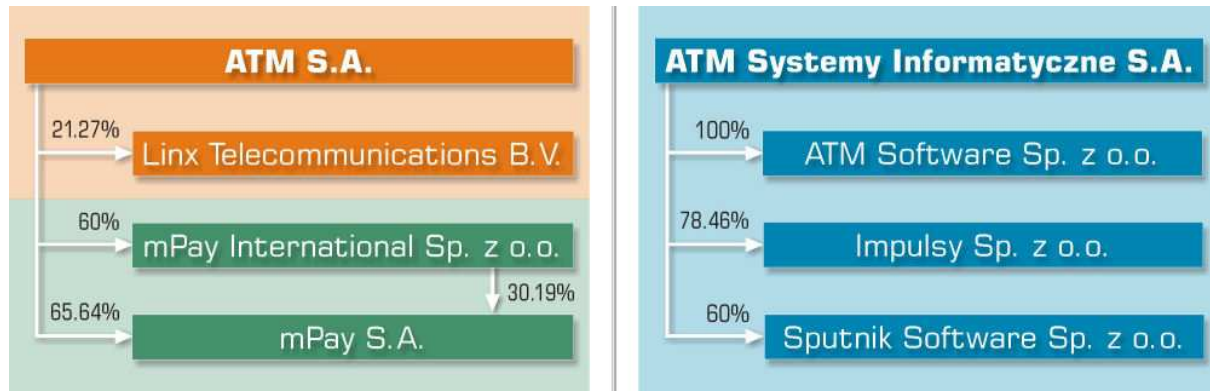 ATM S.A.
21.27%
Linx Telecommunications B.V.
60%
mPay International Sp. z o.o.
30.19%
65.64%
mPay S.A.
ATM Systemy Informatyczne S.A.
100%
ATM Software Sp. z o.o.
78.46%
Impulsy Sp. z o.o.
60%
Sputnik Software Sp. z o.o.